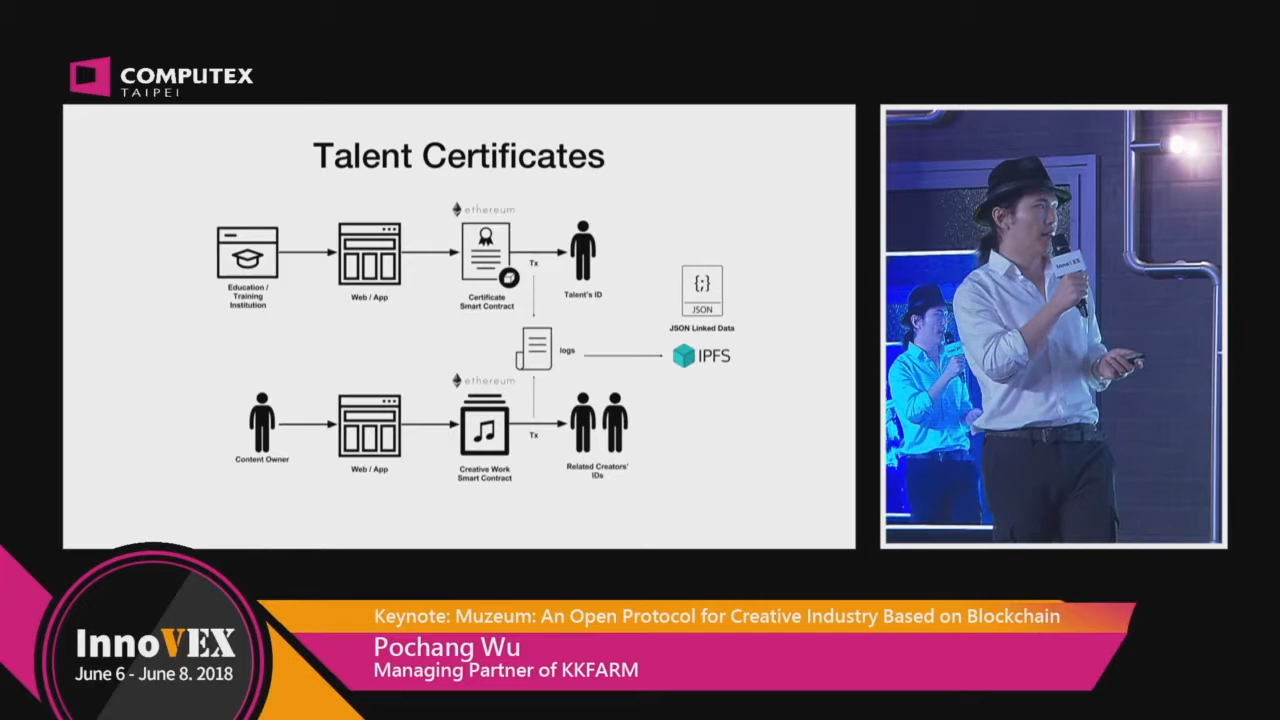 COMPUTEX
TAIPEI
Talent Certificates
ethereum
Education /
Training
Institution
Web / App
Certificate
Smart Contract
Tx
Talent's ID
{;}
JSON
JSON Linked Data
logs
IPFS
ethereum
Content Owner
Web / App
Creative Work
Smart Contract
Tx
Related Creators'
IDs
InnoVEX
InnoVEX
June 6 - June 8. 2018
Keynote: Muzeum: An Open Protocol for Creative Industry Based on Blockchain
Pochang Wu
Managing Partner of KKFARM